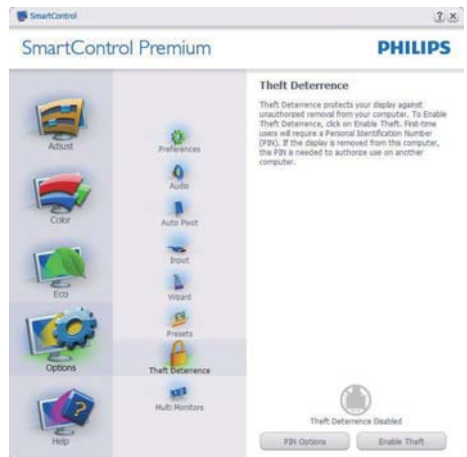 SmartControl
SmartControl Premium
PHILIPS
Adjust
Color
Eco
Options
Help
Preferences
Audio
Auto Pivot
Input
Wizard
Presets
Theft Deterrence
Multi Monitors
Theft Deterrence
Theft Deterrence protects your display against
unauthorized removal from your computer. To Enable
Theft Deterrence, click on Enable Theft. First-time
users will require a Personal Identification Number
(PIN). If the display is removed from this computer,
this PIN is needed to authorize use on another
computer.
Theft Deterrence Disabled
PIN Options
Enable Theft